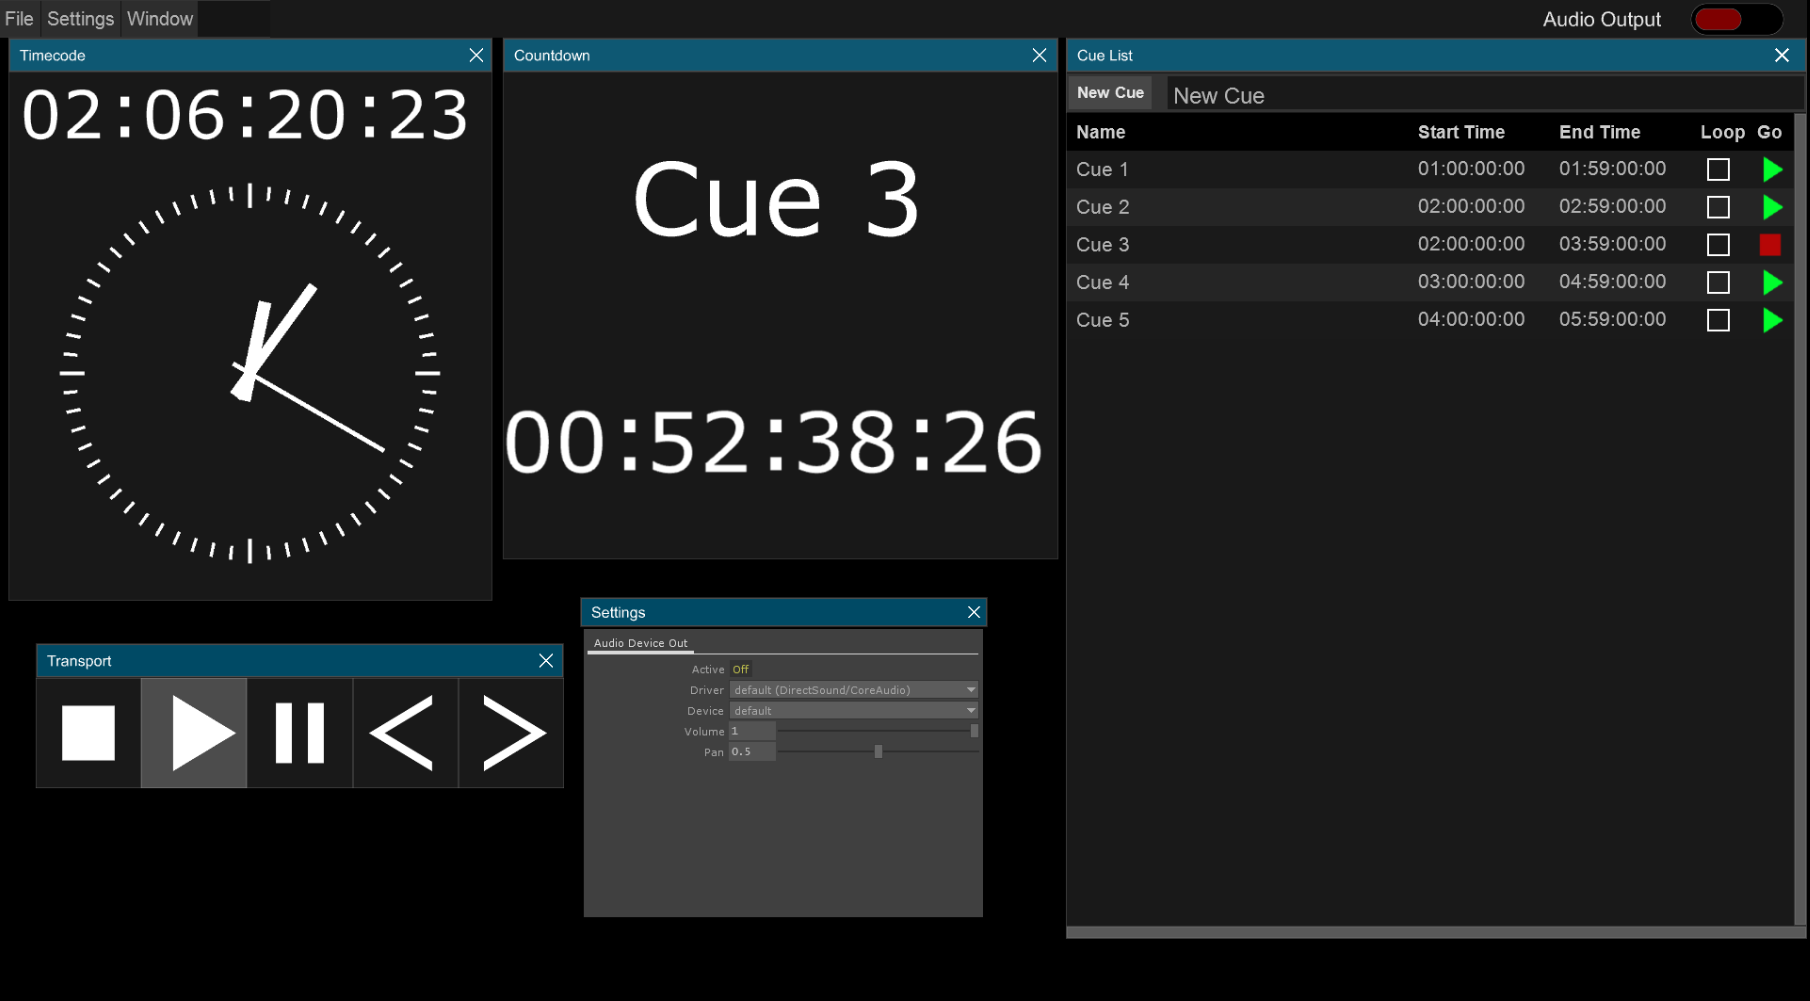 File Settings Window
Audio Output
Timecode
02:06:20:23
Countdown
Cue 3
00:52:38:26
Cue List
New Cue New Cue
Name Start Time End Time Loop Go
Cue 1 01:00:00:00 01:59:00:00
Cue 2 02:00:00:00 02:59:00:00
Cue 3 02:00:00:00 03:59:00:00
Cue 4 03:00:00:00 04:59:00:00
Cue 5 04:00:00:00 05:59:00:00
Transport
Settings
Audio Device Out
Active Off
Driver default (DirectSound/CoreAudio)
Device default
Volume 1
Pan 0.5